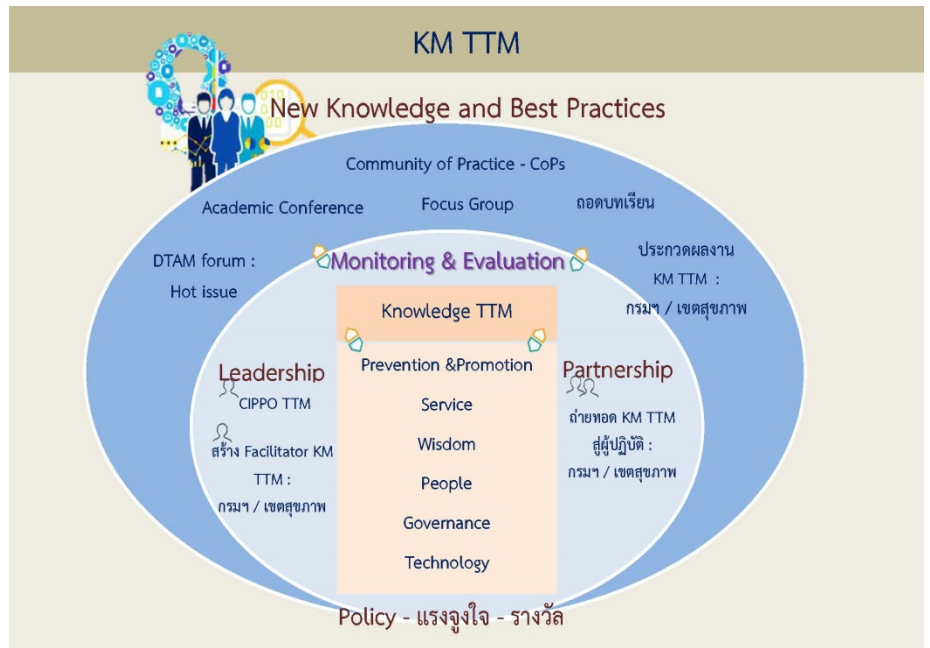 KM TTM
New Knowledge and Best Practices
Community of Practice - CoPs
Academic Conference
Focus Group
ถอดบทเรียน
DTAM forum :
Hot issue
ประกวดผลงาน
KM TTM :
กรมฯ / เขตสุขภาพ
Monitoring & Evaluation
Knowledge TTM
Leadership
CIPPO TTM
สร้าง Facilitator KM
TTM :
กรมฯ / เขตสุขภาพ
Prevention &Promotion
Service
Wisdom
People
Governance
Technology
Partnership
ถ่ายทอด KM TTM
สู่ผู้ปฏิบัติ :
กรมฯ / เขตสุขภาพ
Policy - แรงจูงใจ - รางวัล